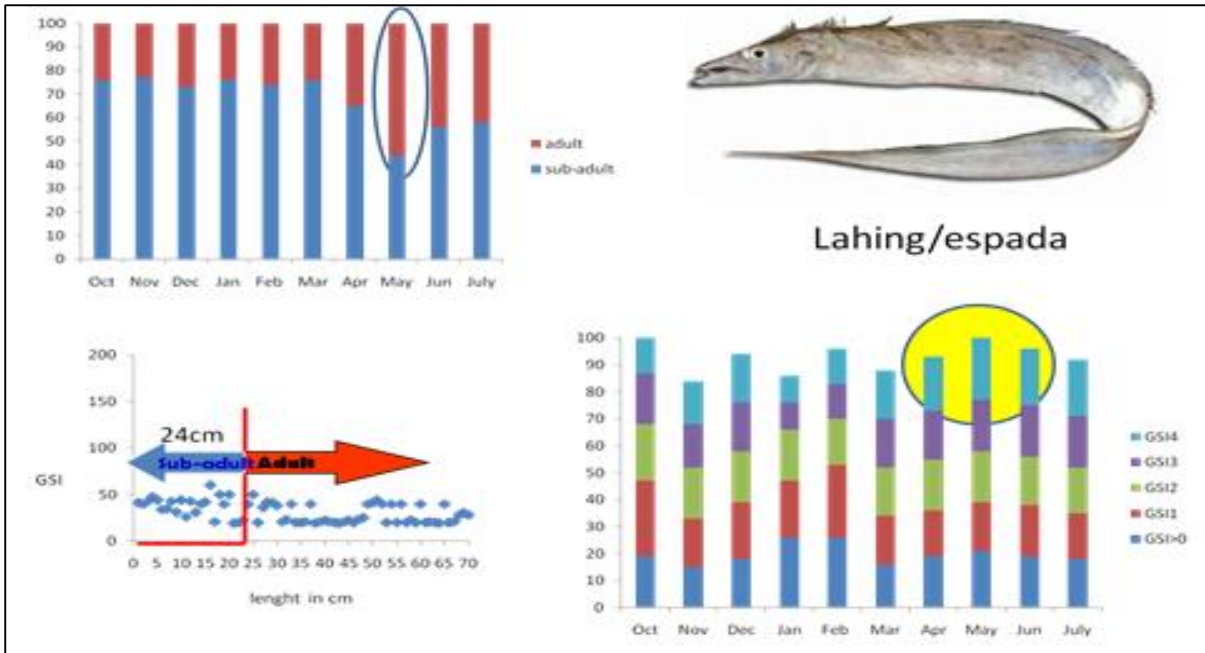 100
90
80
70
60
50
40
30
20
10
0
Oct Nov Dec Jan Feb Mar Apr May Jun July
adult
sub-adult
Lahing/espada
200
150
100
50
0
GSI
24cm
Sub-adult Adult
0 5 10 15 20 25 30 35 40 45 50 55 60 65 70
lenght in cm
100
90
80
70
60
50
40
30
20
10
0
Oct Nov Dec Jan Feb Mar Apr May Jun July
GSI4
GSI3
GSI2
GSI1
GSI>0